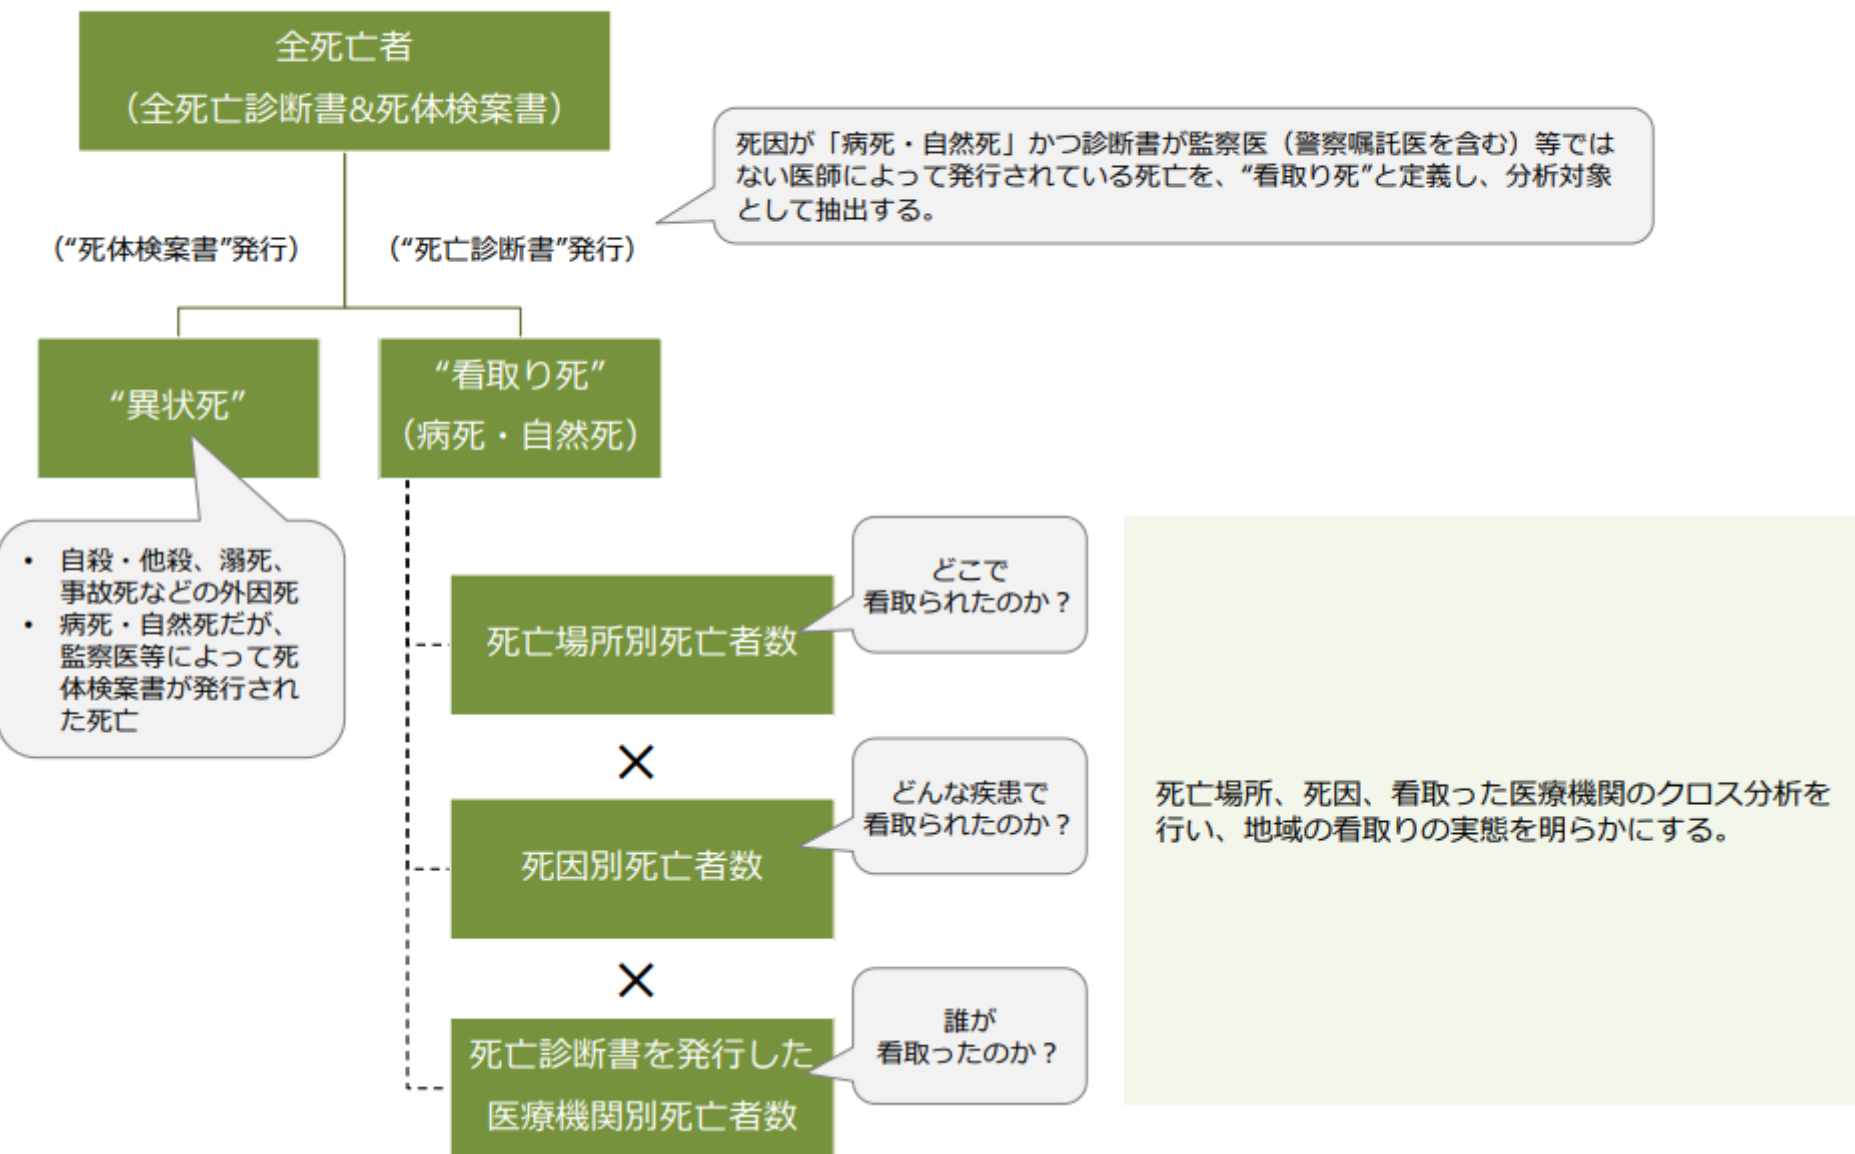 全死亡者
（全死亡診断書&死体検案書）
死因が「病死・自然死」かつ診断書が監察医（警察嘱託医を含む）等では
ない医師によって発行されている死亡を、“看取り死”と定義し、分析対象
として抽出する。
（“死体検案書”発行）
（“死亡診断書”発行）
“異状死”
“看取り死”
（病死・自然死）
• 自殺・他殺、溺死、
事故死などの外因死
• 病死・自然死だが、
監察医等によって死
体検案書が発行され
た死亡
どこで
看取られたのか？
死亡場所別死亡者数
×
どんな疾患で
看取られたのか？
死因別死亡者数
×
誰が
看取ったのか？
死亡診断書を発行した
医療機関別死亡者数
死亡場所、死因、看取った医療機関のクロス分析を
行い、地域の看取りの実態を明らかにする。